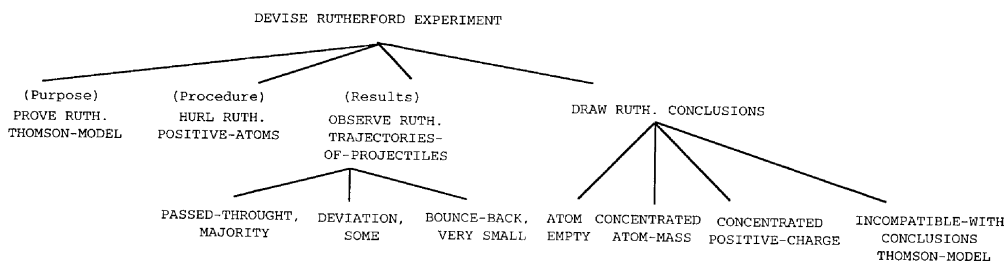 DEVISE RUTHERFORD EXPERIMENT
(Purpose)
PROVE RUTH.
THOMSON-MODEL
(Procedure)
HURL RUTH.
POSITIVE-ATOMS
(Results)
OBSERVE RUTH.
TRAJECTORIES-
OF-PROJECTILES
DRAW RUTH. CONCLUSIONS
PASSED-THROUGHT,
MAJORITY
DEVIATION,
SOME
BOUNCE-BACK,
VERY SMALL
ATOM
EMPTY
CONCENTRATED
ATOM-MASS
CONCENTRATED
POSITIVE-CHARGE
INCOMPATIBLE-WITH
CONCLUSIONS
THOMSON-MODEL